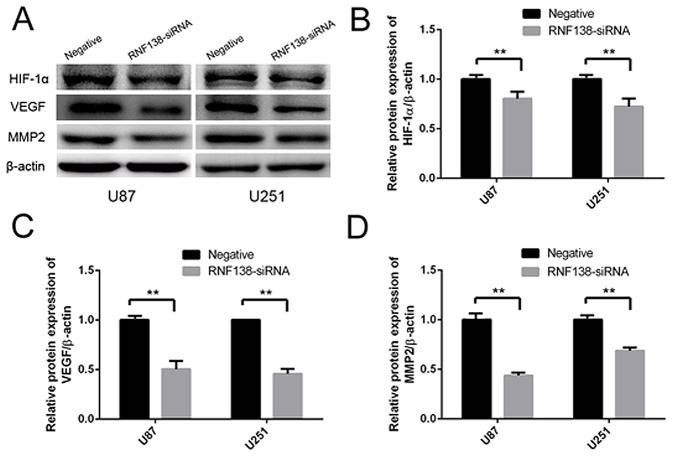 A
Negative
RNF138-siRNA
Negative
RNF138-siRNA
HIF-1α
VEGF
MMP2
β-actin
U87
U251
B
Negative
RNF138-siRNA
Relative protein expression of
HIF-1α/β-actin
1.5
1.0
0.5
0.0
**
**
U87
U251
C
Negative
RNF138-siRNA
Relative protein expression of
VEGF/β-actin
1.5
1.0
0.5
0.0
**
**
U87
U251
D
Negative
RNF138-siRNA
Relative protein expression of
MMP2/β-actin
1.5
1.0
0.5
0.0
**
**
U87
U251